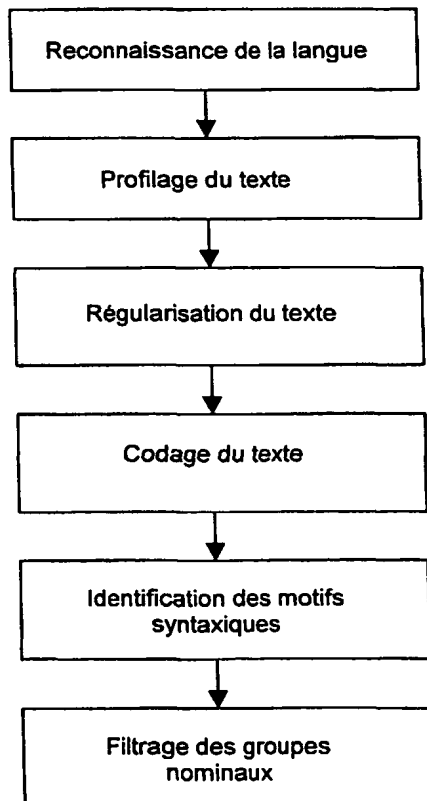 Reconnaissance de la langue
Profilage du texte
Régularisation du texte
Codage du texte
Identification des motifs
syntaxiques
Filtrage des groupes
nominaux